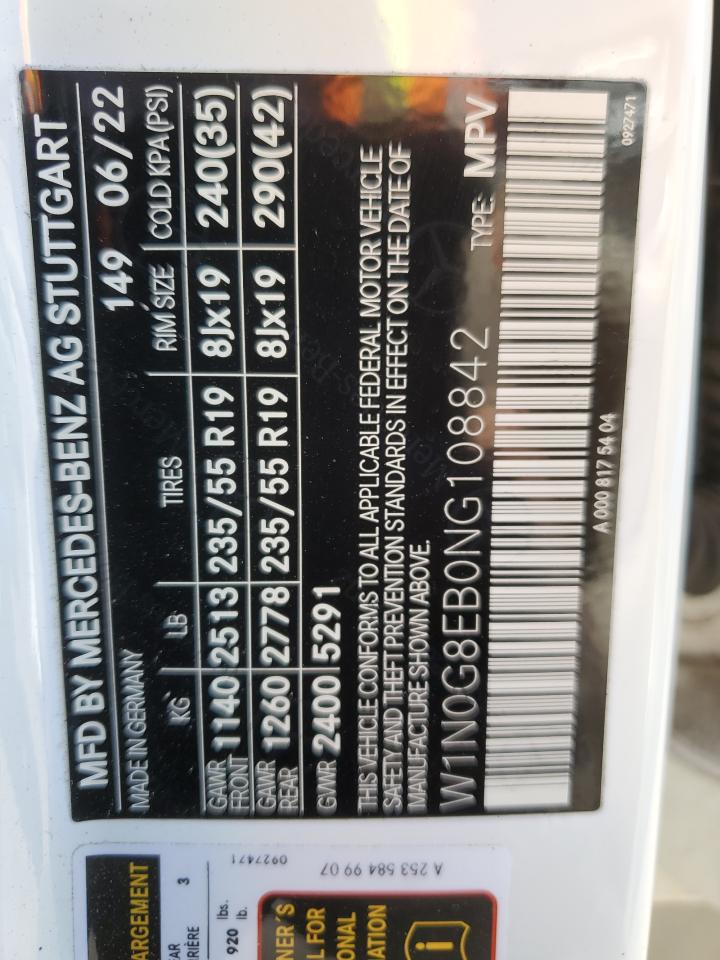 MFD BY MERCEDES-BENZ AG STUTTGART
MADE IN GERMANY 149 06/22
KG LB TIRES RIM SIZE COLD KPA(PSI)
GAWR FRONT 1140 2513 235/55 R19 8Jx19 240(35)
GAWR REAR 1260 2778 235/55 R19 8Jx19 290(42)
GVWR 2400 5291
THIS VEHICLE CONFORMS TO ALL APPLICABLE FEDERAL MOTOR VEHICLE
SAFETY AND THEFT PREVENTION STANDARDS IN EFFECT ON THE DATE OF
MANUFACTURE SHOWN ABOVE.
W1N0G8EB0NG108842 TYPE: MPV
A 000 817 54 04
0927471
ARGEMENT
3
920 lbs.
lb.
0927471
A 253 584 99 07